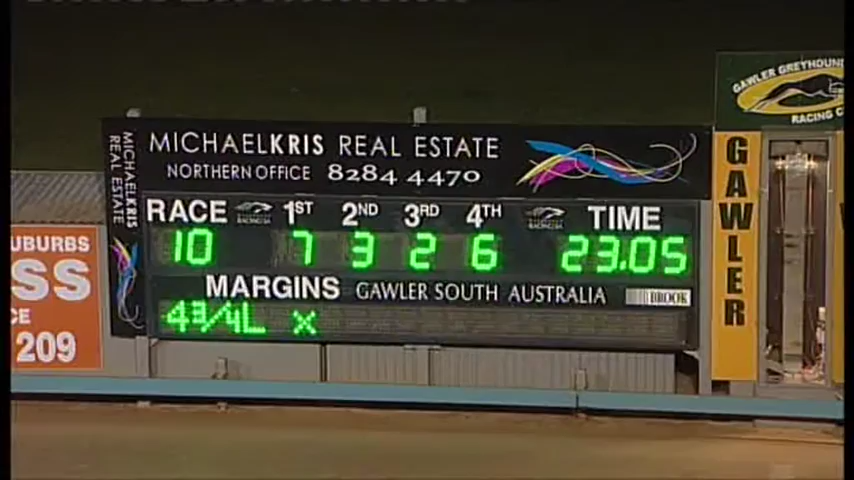 GAWLER GREYHOUND
RACING C
MICHAELKRIS REAL ESTATE
NORTHERN OFFICE 8284 4470
MICHAELKRIS
REAL ESTATE
RACE 1ST 2ND 3RD 4TH TIME
10 7 3 2 6 23.05
MARGINS GAWLER SOUTH AUSTRALIA BROOK
43/4L X
GAWLER
UBURBS
SS
CE
209